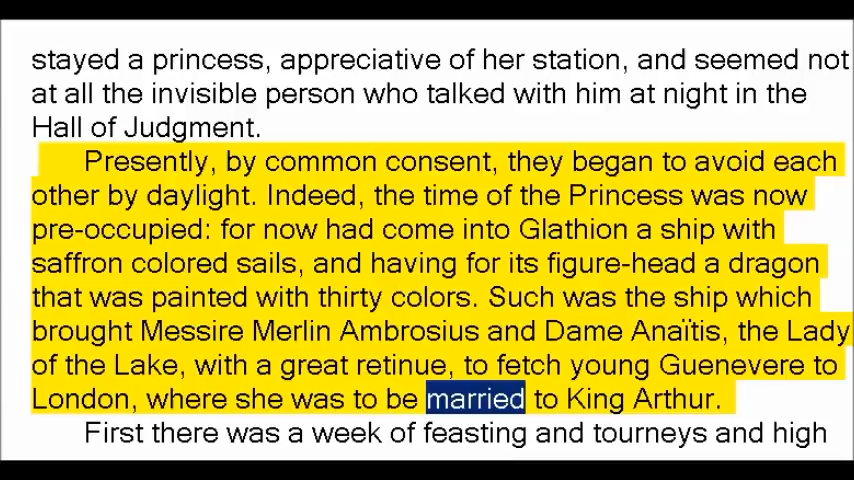 stayed a princess, appreciative of her station, and seemed not
at all the invisible person who talked with him at night in the
Hall of Judgment.
Presently, by common consent, they began to avoid each
other by daylight. Indeed, the time of the Princess was now
pre-occupied: for now had come into Glathion a ship with
saffron colored sails, and having for its figure-head a dragon
that was painted with thirty colors. Such was the ship which
brought Messire Merlin Ambrosius and Dame Anaïtis, the Lady
of the Lake, with a great retinue, to fetch young Guenevere to
London, where she was to be married to King Arthur.
First there was a week of feasting and tourneys and high